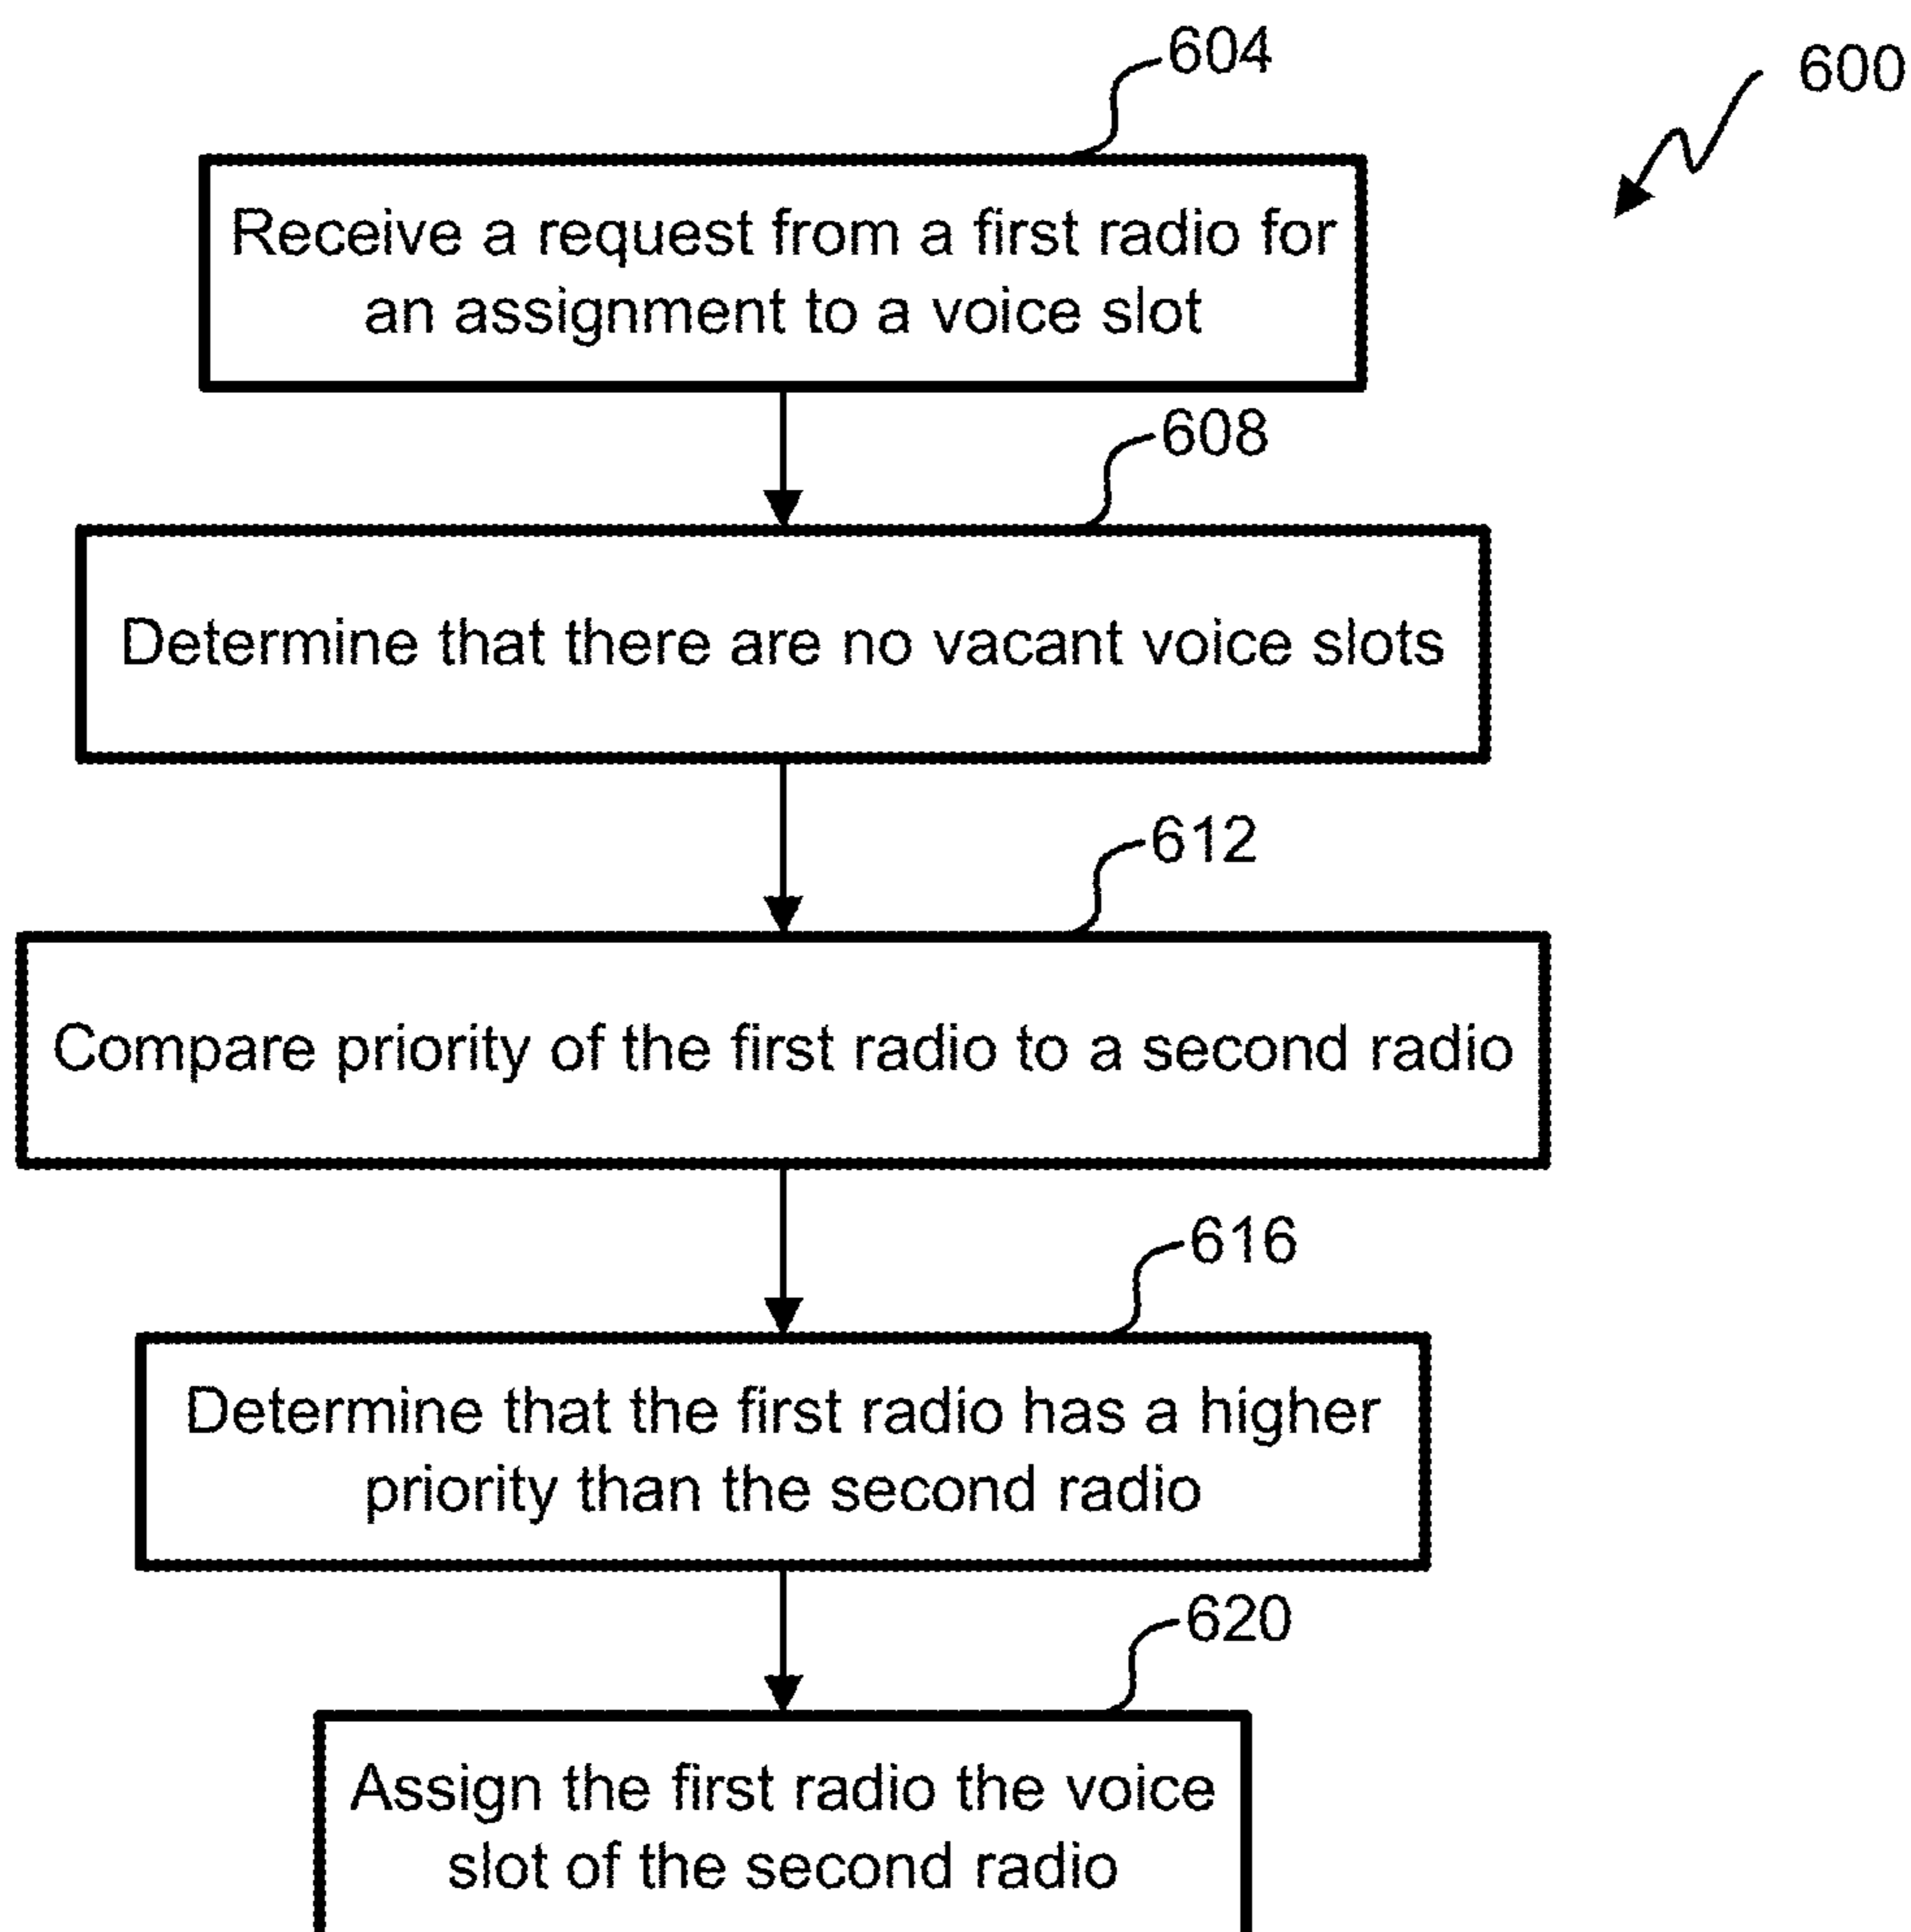 604
600
Receive a request from a first radio for
an assignment to a voice slot
608
Determine that there are no vacant voice slots
612
Compare priority of the first radio to a second radio
616
Determine that the first radio has a higher
priority than the second radio
620
Assign the first radio the voice
slot of the second radio